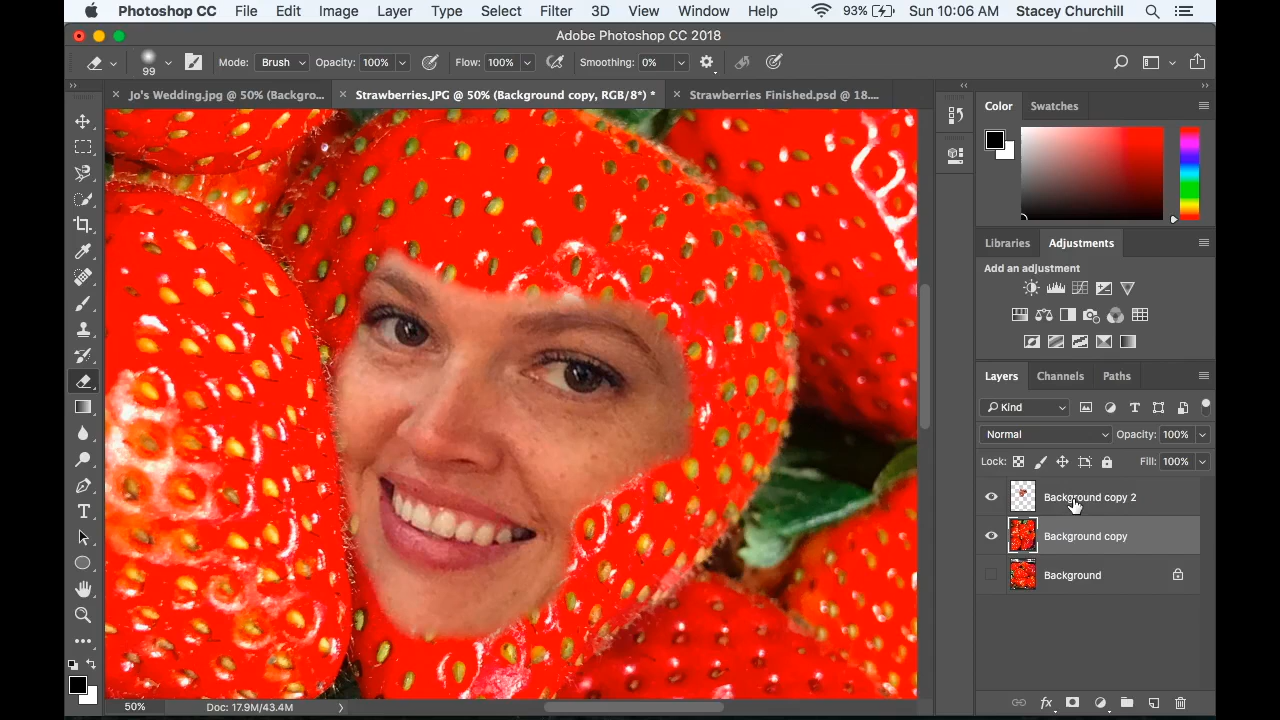 Photoshop CC File Edit Image Layer Type Select Filter 3D View Window Help 93% Sun 10:06 AM Stacey Churchill
Adobe Photoshop CC 2018
99 Mode: Brush Opacity: 100% Flow: 100% Smoothing: 0%
× Jo's Wedding.jpg @ 50% (Backgro... × Strawberries.JPG @ 50% (Background copy, RGB/8*) * × Strawberries Finished.psd @ 18....
Color Swatches
Libraries Adjustments
Add an adjustment
Layers Channels Paths
Kind
Normal Opacity: 100%
Lock: Fill: 100%
Background copy 2
Background copy
Background
50% Doc: 17.9M/43.4M
fx